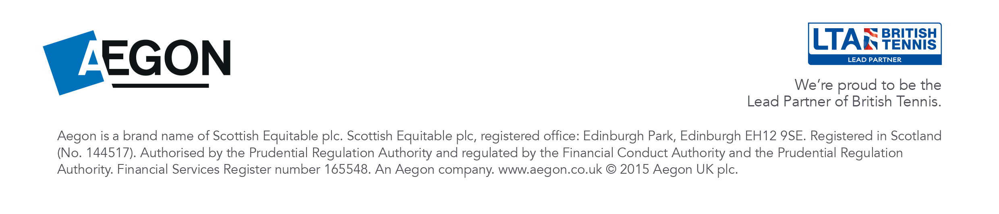 AEGON
LTA BRITISH TENNIS
LEAD PARTNER
We’re proud to be the
Lead Partner of British Tennis.
Aegon is a brand name of Scottish Equitable plc. Scottish Equitable plc, registered office: Edinburgh Park, Edinburgh EH12 9SE. Registered in Scotland
(No. 144517). Authorised by the Prudential Regulation Authority and regulated by the Financial Conduct Authority and the Prudential Regulation
Authority. Financial Services Register number 165548. An Aegon company. www.aegon.co.uk © 2015 Aegon UK plc.